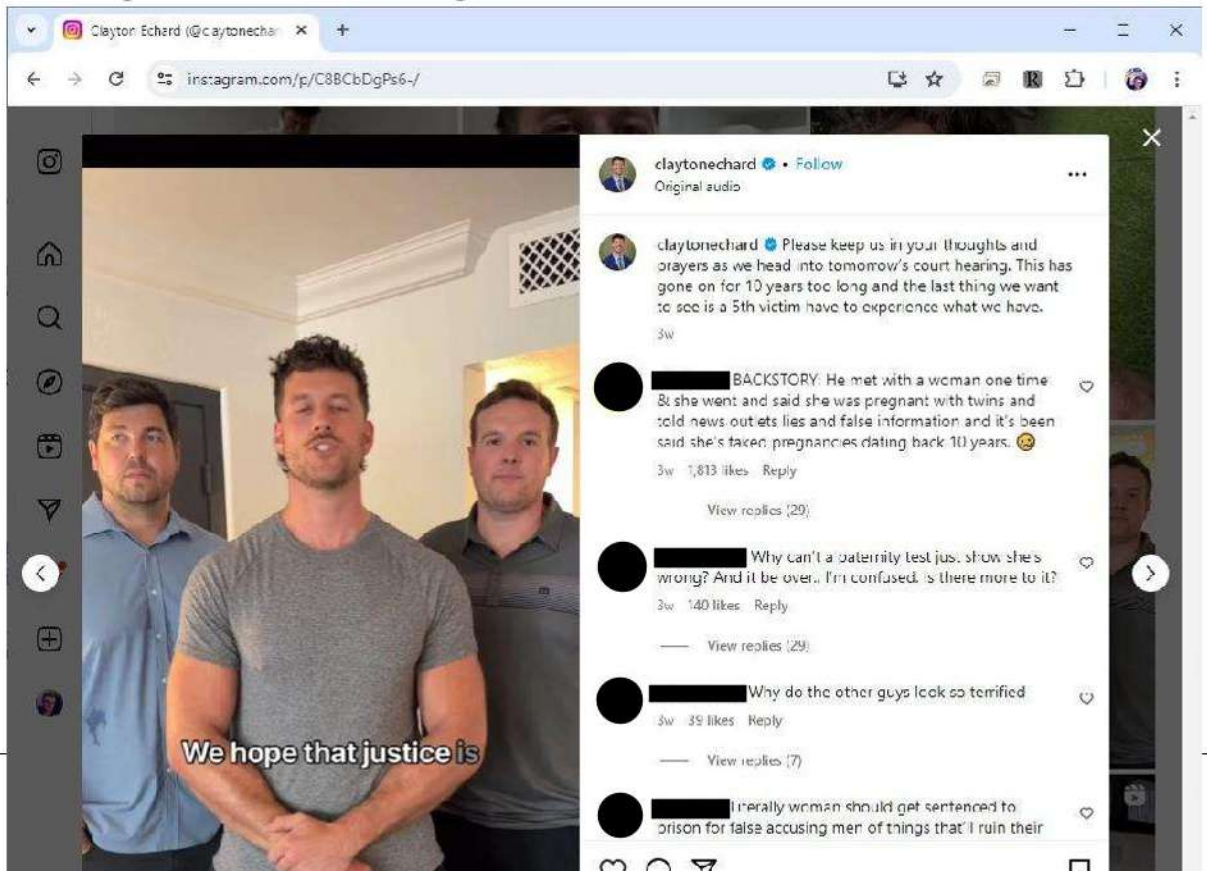 Clayton Echard (@claytonechar
instagram.com/p/C8BCbDgPs6-/
claytonechard • Follow
Original audio
claytonechard Please keep us in your thoughts and
prayers as we head into tomorrow's court hearing. This has
gone on for 10 years too long and the last thing we want
to see is a 5th victim have to experience what we have.
3w
BACKSTORY: He met with a woman one time
& she went and said she was pregnant with twins and
told news outlets lies and false information and it's been
said she's faked pregnancies dating back 10 years.
3w 1,813 likes Reply
View replies (29)
Why can't a paternity test just show she's
wrong? And it be over.. I'm confused. is there more to it?
3w 140 likes Reply
View replies (29)
Why do the other guys look so terrified
3w 39 likes Reply
View replies (7)
Literally woman should get sentenced to
prison for false accusing men of things that'll ruin their
We hope that justice is